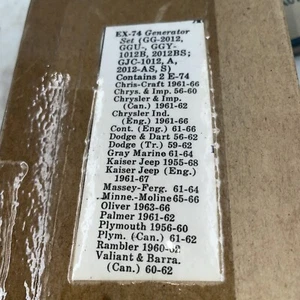 EX-74 Generator
Set (GG-2012,
GGU-, GGY-
1012B, 2012BS;
GJC-1012, A,
2012-AS, S)
Contains 2 E-74
Chris-Craft 1961-66
Chrys. & Imp. 56-60
Chrysler & Imp.
(Can.) 1961-62
Chrysler Ind.
(Eng.) 1961-66
Cont. (Eng.) 61-66
Dodge & Dart 56-62
Dodge (Tr.) 59-62
Gray Marine 61-64
Kaiser Jeep 1955-68
Kaiser Jeep (Eng.)
1961-67
Massey-Ferg. 61-64
Minne.-Moline 65-66
Oliver 1963-66
Palmer 1961-62
Plymouth 1956-60
Plym. (Can.) 61-62
Rambler 1960-62
Valiant & Barra.
(Can.) 60-62